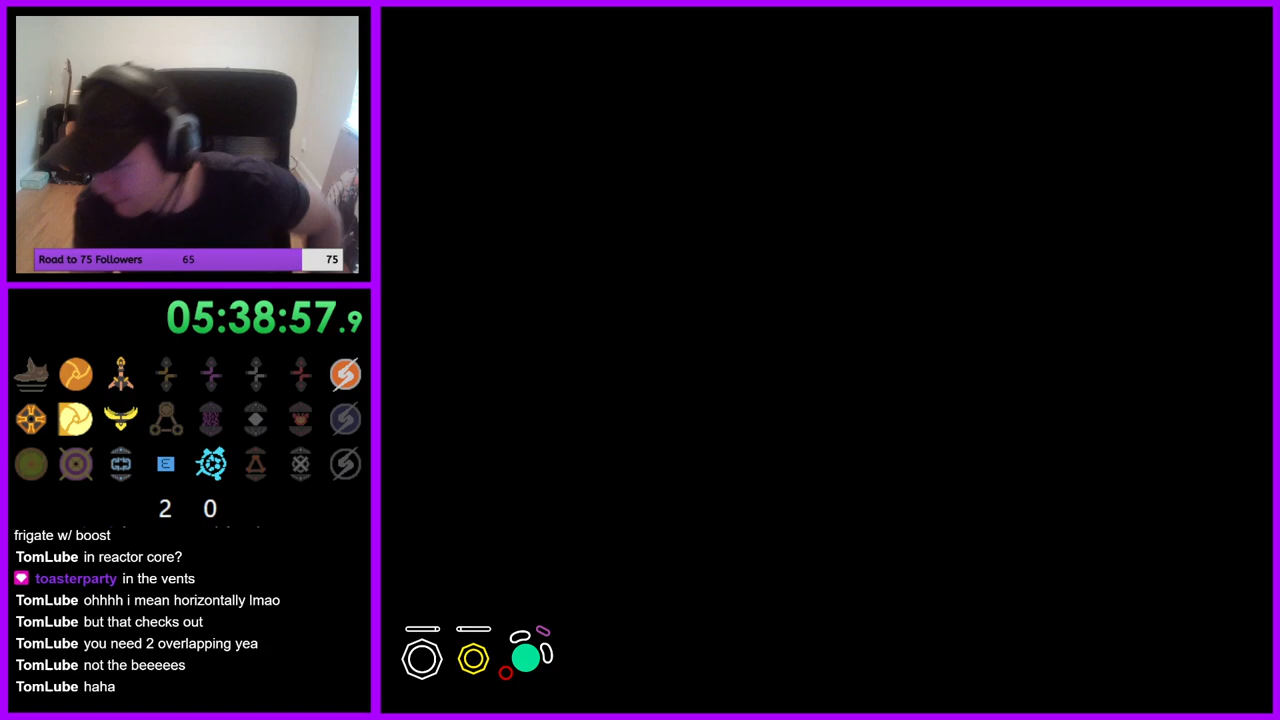 Road to 75 Followers 65 75
05:38:57.9
2 0
frigate w/ boost
TomLube in reactor core?
toasterparty in the vents
TomLube ohhhh i mean horizontally lmao
TomLube but that checks out
TomLube you need 2 overlapping yea
TomLube not the beeeees
TomLube haha